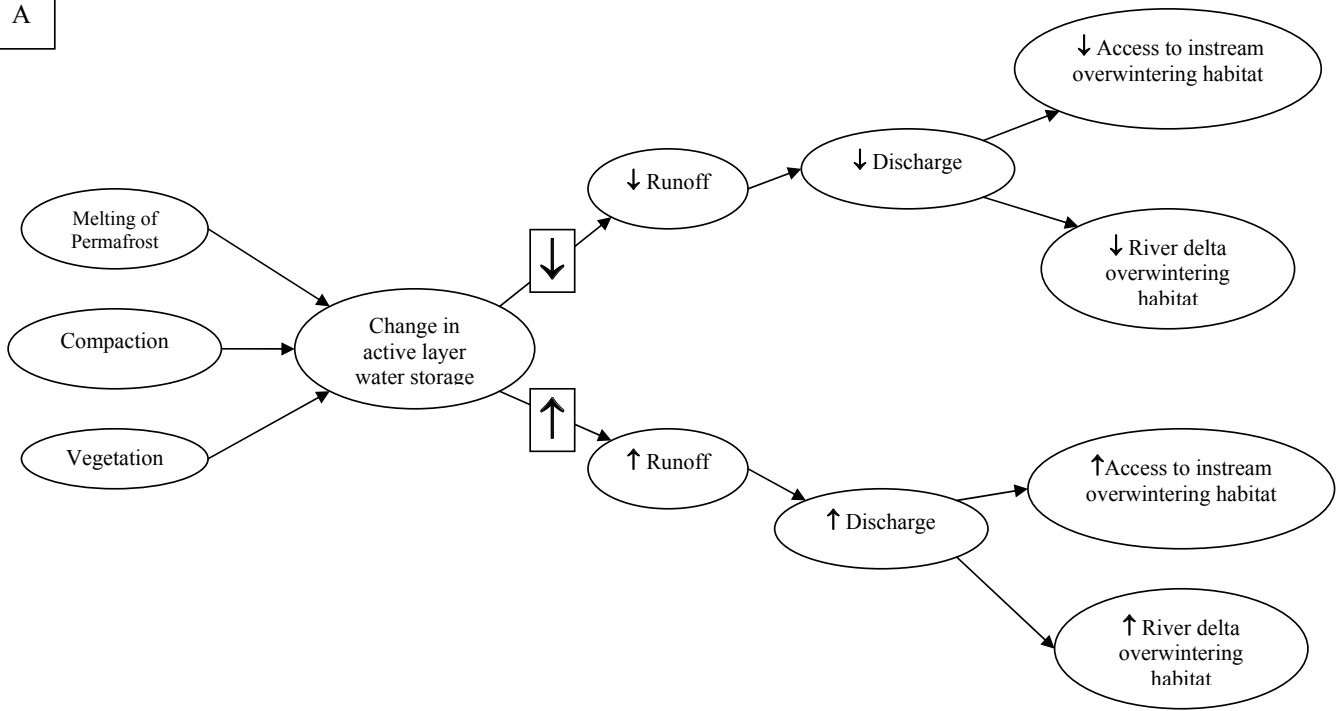 A
↓ Access to instream
overwintering habitat
↓ Runoff
↓ Discharge
Melting of
Permafrost
↓ River delta
overwintering
habitat
↓
Compaction
Change in
active layer
water storage
↑
Vegetation
↑ Runoff
↑Access to instream
overwintering habitat
↑ Discharge
↑ River delta
overwintering
habitat